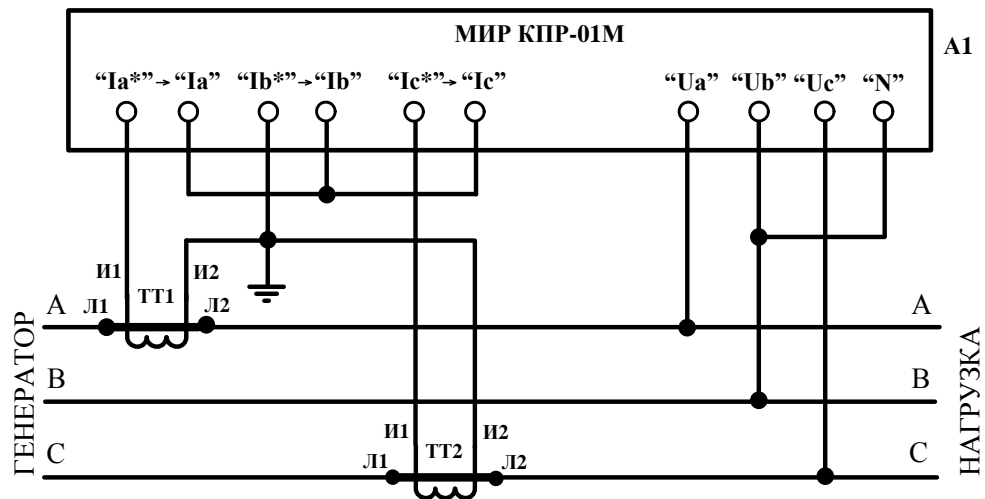 МИР КПР-01М
А1
“Ia*”→“Ia” “Ib*”→“Ib” “Ic*”→“Ic” “Ua” “Ub” “Uc” “N”
И1 И2
ТТ1
А Л1 Л2 А
ГЕНЕРАТОР
НАГРУЗКА
В В
И1 И2
ТТ2
С Л1 Л2 С